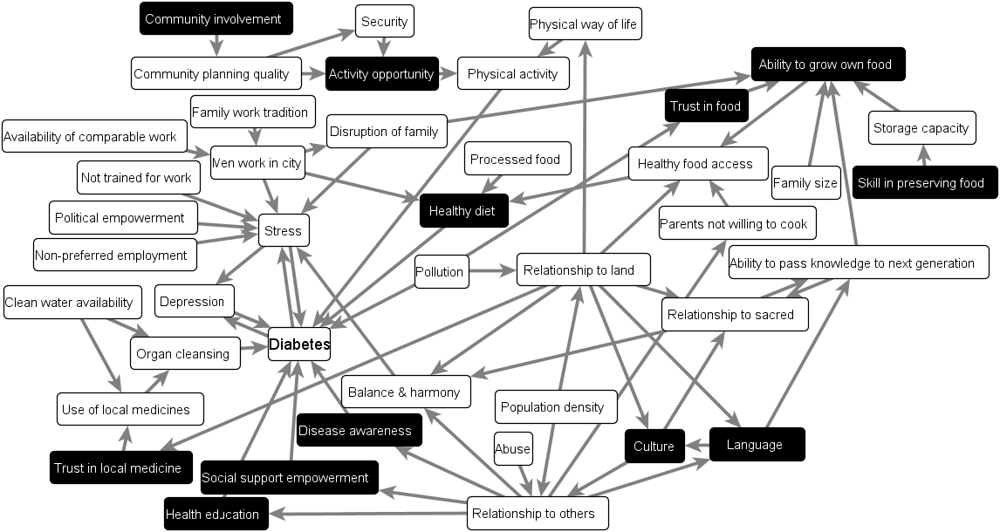 Community involvement
Security
Physical way of life
Community planning quality
Activity opportunity
Physical activity
Ability to grow own food
Family work tradition
Trust in food
Availability of comparable work
Disruption of family
Storage capacity
Men work in city
Processed food
Healthy food access
Not trained for work
Family size
Skill in preserving food
Political empowerment
Healthy diet
Stress
Parents not willing to cook
Non-preferred employment
Pollution
Relationship to land
Ability to pass knowledge to next generation
Clean water availability
Depression
Relationship to sacred
Diabetes
Organ cleansing
Balance & harmony
Use of local medicines
Population density
Disease awareness
Abuse
Culture
Language
Trust in local medicine
Social support empowerment
Health education
Relationship to others